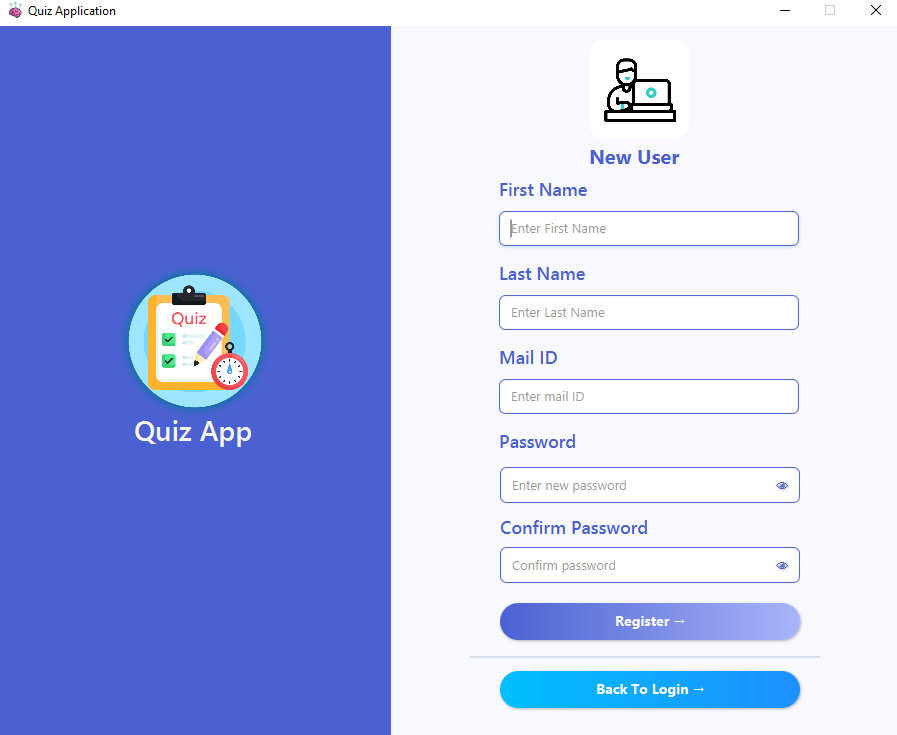 Quiz Application
Quiz
Quiz App
New User
First Name
Enter First Name
Last Name
Enter Last Name
Mail ID
Enter mail ID
Password
Enter new password
Confirm Password
Confirm password
Register →
Back To Login →